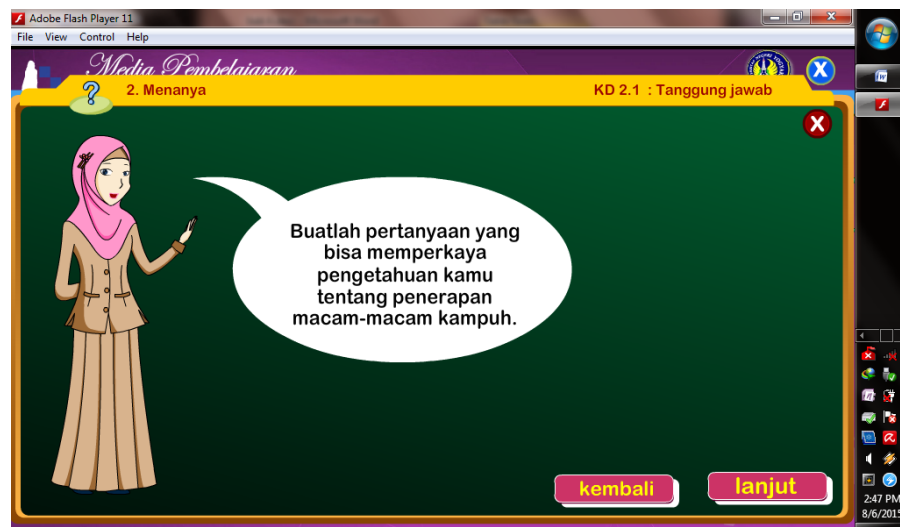 Adobe Flash Player 11
File View Control Help
Media Pembelajaran
2. Menanya
KD 2.1 : Tanggung jawab
X
X
Buatlah pertanyaan yang
bisa memperkaya
pengetahuan kamu
tentang penerapan
macam-macam kampuh.
kembali
lanjut
2:47 PM
8/6/2015